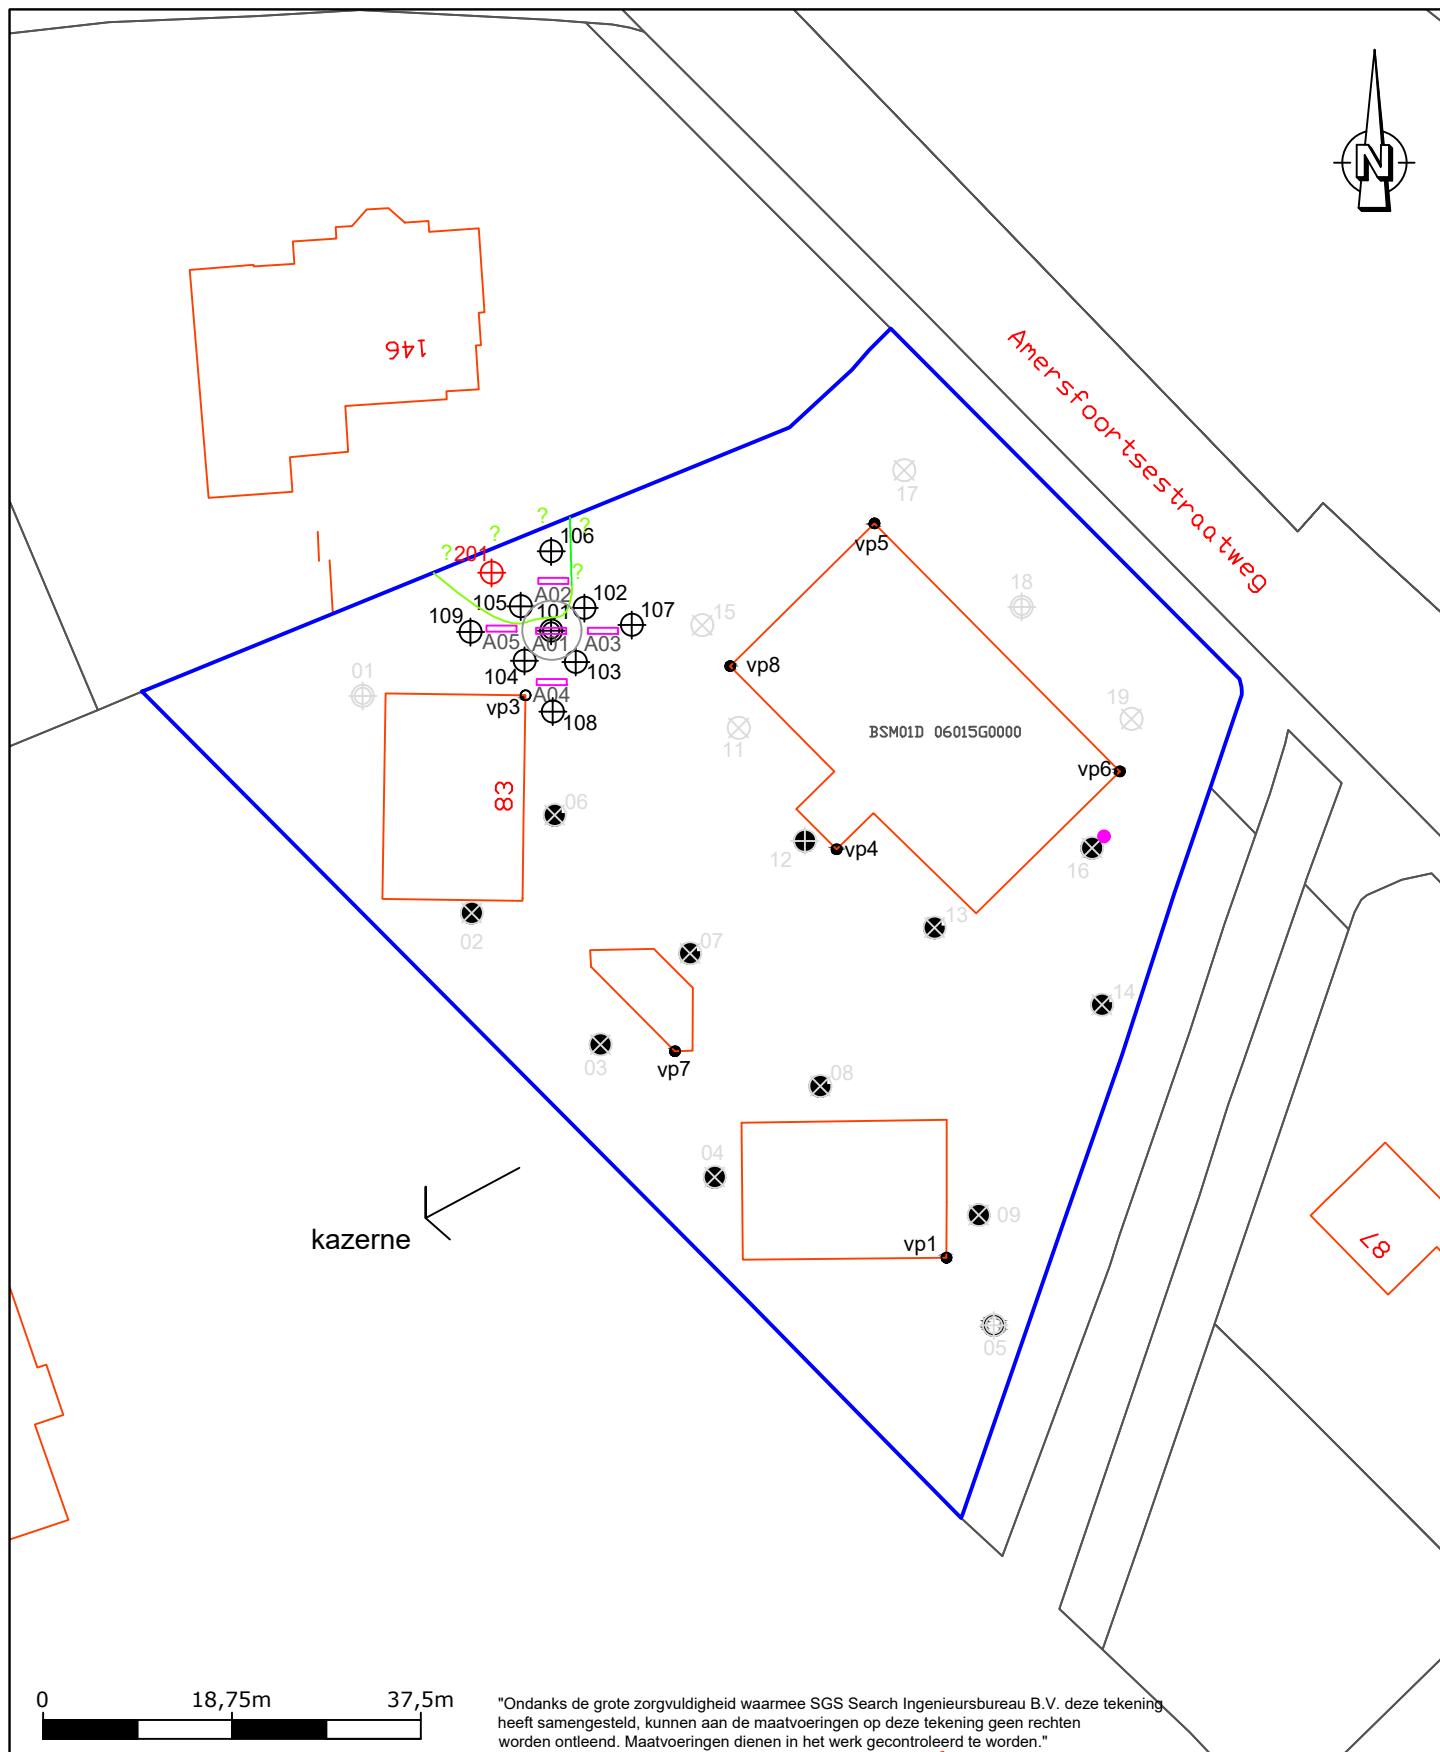 N
146
Amersfoortsestraatweg
17
vp5
?
?
?
?
201
106
?
18
105
A02
102
101
107
109
15
A05
A01
A03
104
103
01
vp8
A04
vp3
108
19
11
BSM01D 06015G0000
vp6
83
06
12
vp4
16
02
13
07
14
03
vp7
08
04
09
kazerne
vp1
87
05
0 18,75m 37,5m
"Ondanks de grote zorgvuldigheid waarmee SGS Search Ingenieursbureau B.V. deze tekening
heeft samengesteld, kunnen aan de maatvoeringen op deze tekening geen rechten
worden ontleend. Maatvoeringen dienen in het werk gecontroleerd te worden."